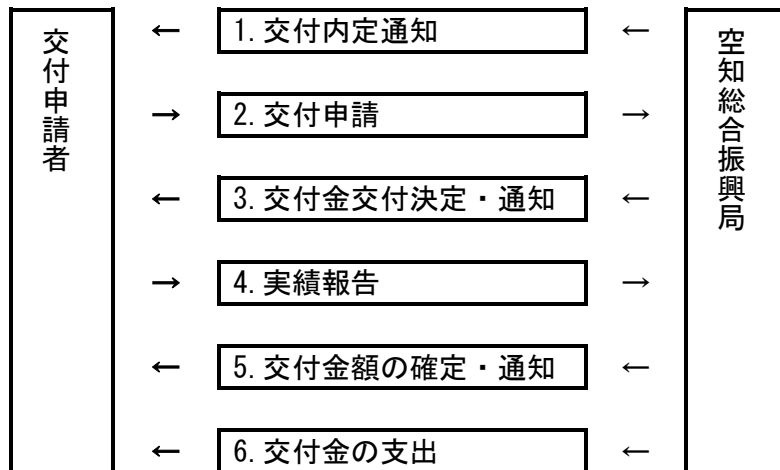 交付申請者
← 1. 交付内定通知 ←
→ 2. 交付申請 →
← 3. 交付金交付決定・通知 ←
→ 4. 実績報告 →
← 5. 交付金額の確定・通知 ←
← 6. 交付金の支出 ←
空知総合振興局